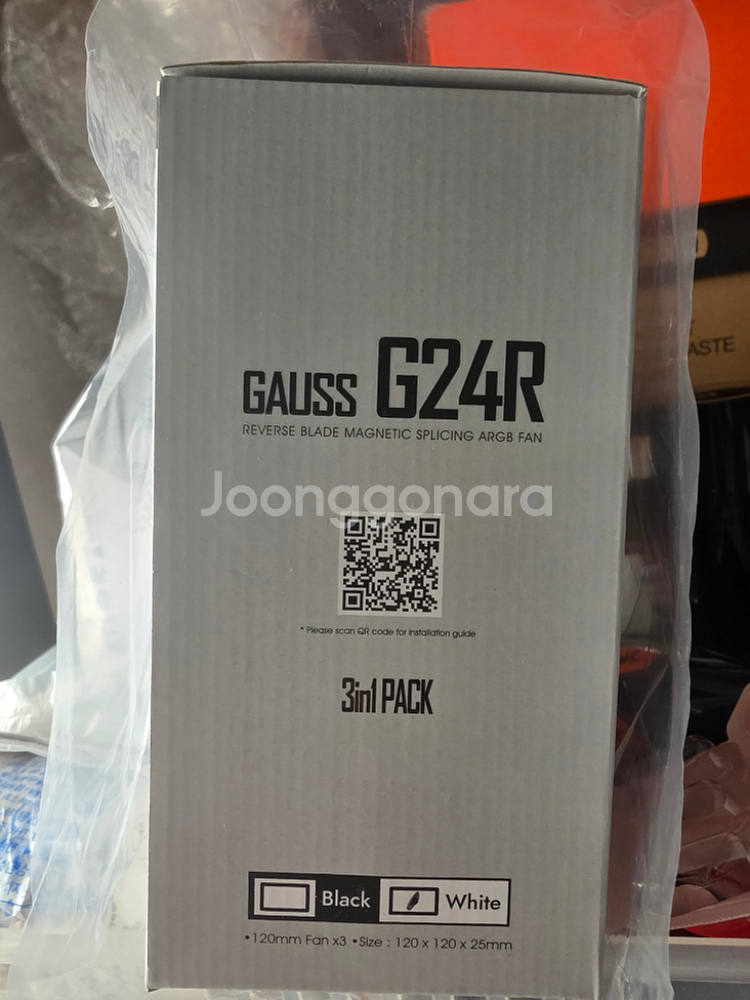 GAUSS G24R
REVERSE BLADE MAGNETIC SPLICING ARGB FAN
Joonggonara
* Please scan QR code for installation guide
3in1 PACK
Black
White
•120mm Fan x3 •Size : 120 x 120 x 25mm
ASTE